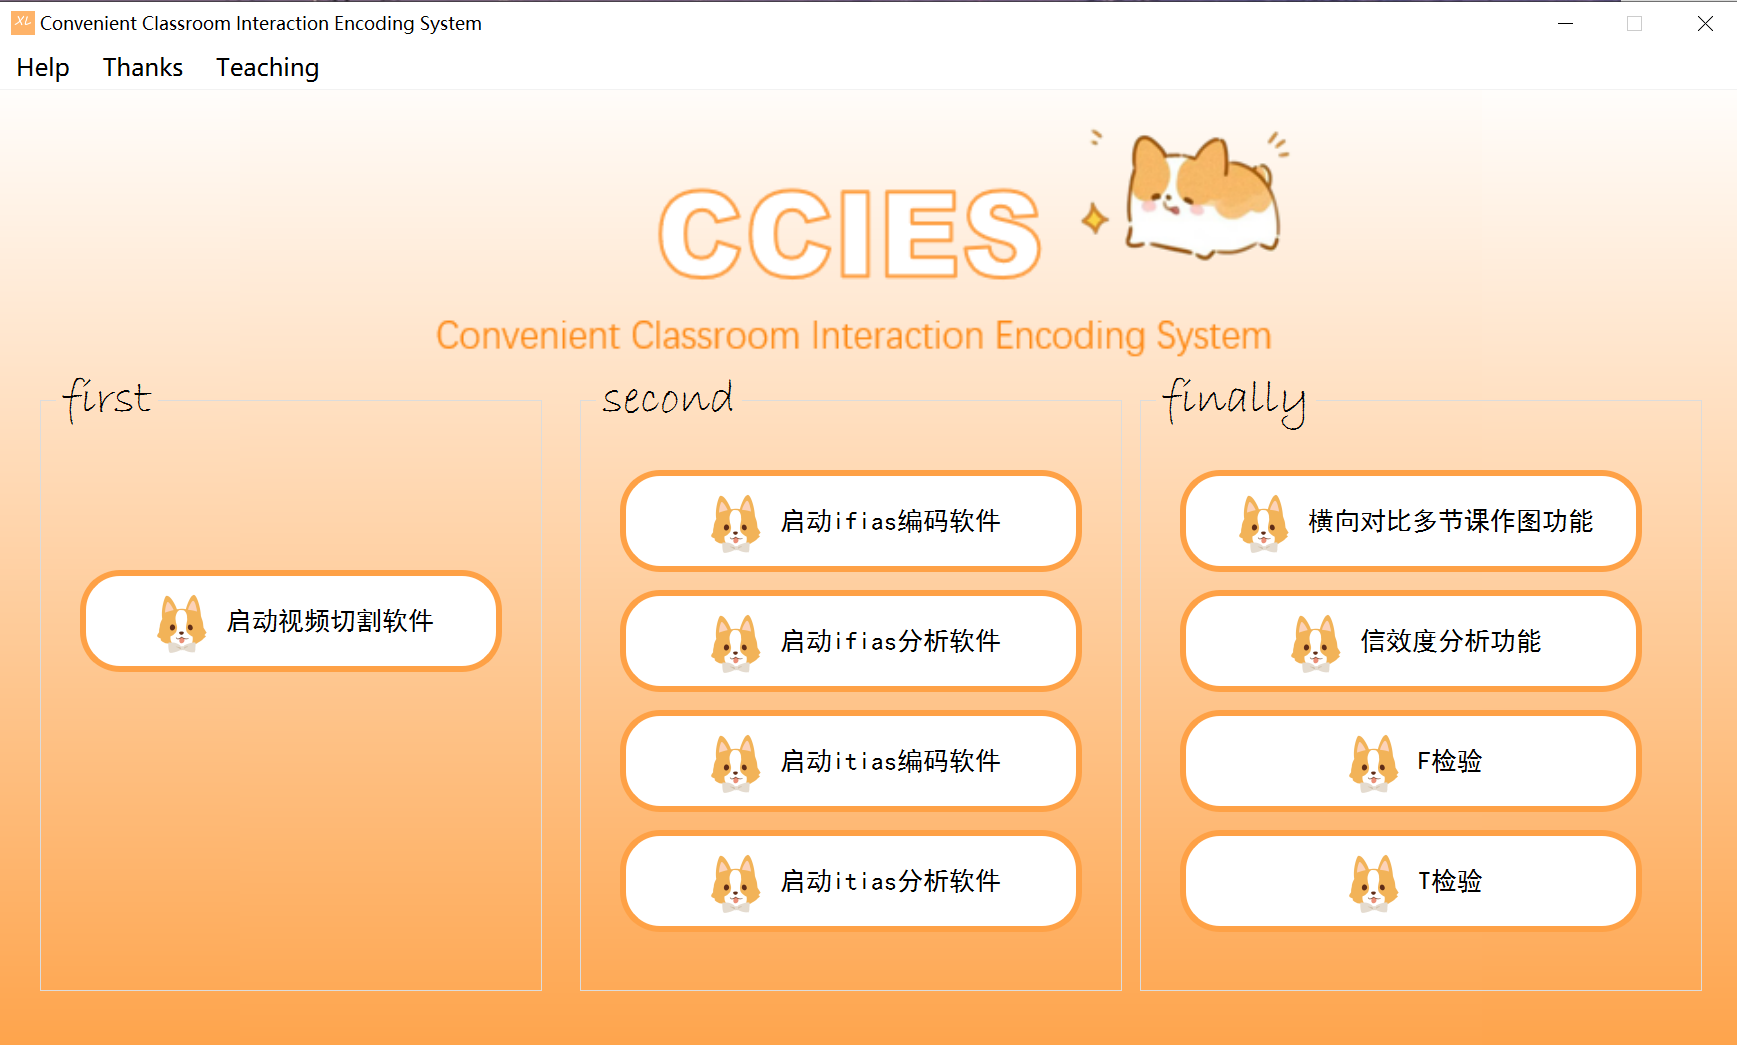 XL Convenient Classroom Interaction Encoding System
Help Thanks Teaching
CCIES
Convenient Classroom Interaction Encoding System
first
启动视频切割软件
second
启动ifias编码软件
启动ifias分析软件
启动itias编码软件
启动itias分析软件
finally
横向对比多节课作图功能
信效度分析功能
F检验
T检验